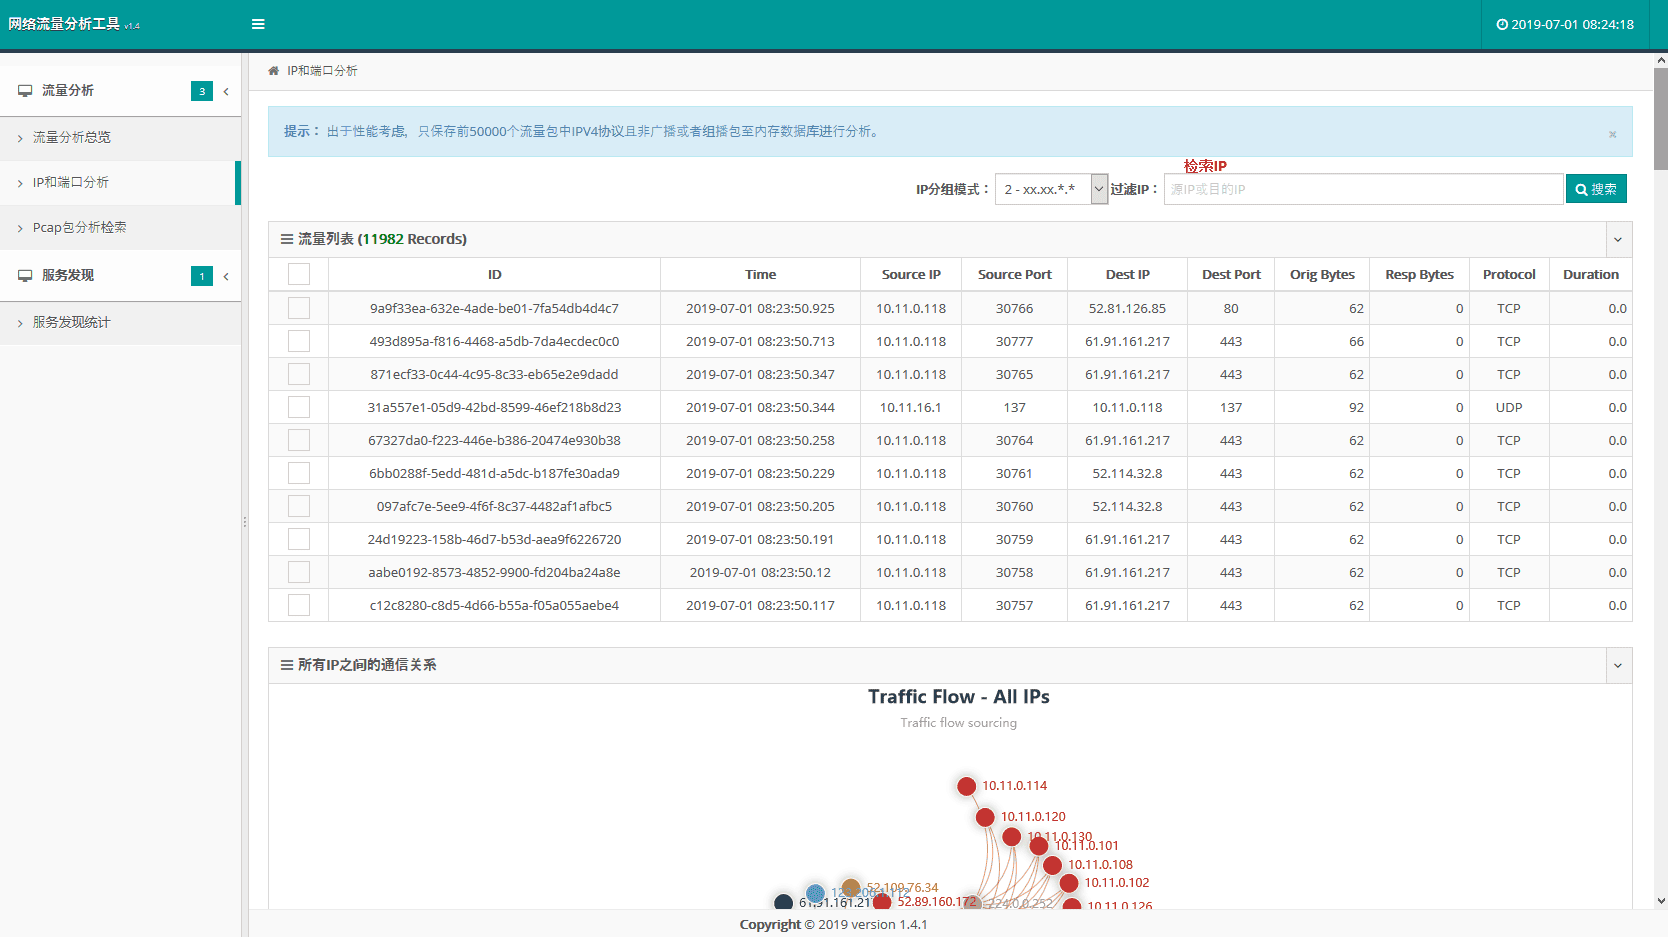 网络流量分析工具 v1.4
2019-07-01 08:24:18
流量分析 3
流量分析总览
IP和端口分析
Pcap包分析检索
服务发现 1
服务发现统计
IP和端口分析
提示： 出于性能考虑，只保存前50000个流量包中IPV4协议且非广播或者组播包至内存数据库进行分析。 ×
检索IP
IP分组模式： 2 - xx.xx.*.* 过滤IP： 源IP或目的IP 搜索
流量列表 (11982 Records)
ID Time Source IP Source Port Dest IP Dest Port Orig Bytes Resp Bytes Protocol Duration
9a9f33ea-632e-4ade-be01-7fa54db4d4c7 2019-07-01 08:23:50.925 10.11.0.118 30766 52.81.126.85 80 62 0 TCP 0.0
493d895a-f816-4468-a5db-7da4ecdec0c0 2019-07-01 08:23:50.713 10.11.0.118 30777 61.91.161.217 443 66 0 TCP 0.0
871ecf33-0c44-4c95-8c33-eb65e2e9dadd 2019-07-01 08:23:50.347 10.11.0.118 30765 61.91.161.217 443 62 0 TCP 0.0
31a557e1-05d9-42bd-8599-46ef218b8d23 2019-07-01 08:23:50.344 10.11.16.1 137 10.11.0.118 137 92 0 UDP 0.0
67327da0-f223-446e-b386-20474e930b38 2019-07-01 08:23:50.258 10.11.0.118 30764 61.91.161.217 443 62 0 TCP 0.0
6bb0288f-5edd-481d-a5dc-b187fe30ada9 2019-07-01 08:23:50.229 10.11.0.118 30761 52.114.32.8 443 62 0 TCP 0.0
097afc7e-5ee9-4f6f-8c37-4482af1afbc5 2019-07-01 08:23:50.205 10.11.0.118 30760 52.114.32.8 443 62 0 TCP 0.0
24d19223-158b-46d7-b53d-aea9f6226720 2019-07-01 08:23:50.191 10.11.0.118 30759 61.91.161.217 443 62 0 TCP 0.0
aabe0192-8573-4852-9900-fd204ba24a8e 2019-07-01 08:23:50.12 10.11.0.118 30758 61.91.161.217 443 62 0 TCP 0.0
c12c8280-c8d5-4d66-b55a-f05a055aebe4 2019-07-01 08:23:50.117 10.11.0.118 30757 61.91.161.217 443 62 0 TCP 0.0
所有IP之间的通信关系
Traffic Flow - All IPs
Traffic flow sourcing
10.11.0.114
10.11.0.120
10.11.0.130
10.11.0.101
10.11.0.108
10.11.0.102
52.109.76.34
61.91.161.217
52.89.160.172
224.0.0.252
10.11.0.126
Copyright © 2019 version 1.4.1